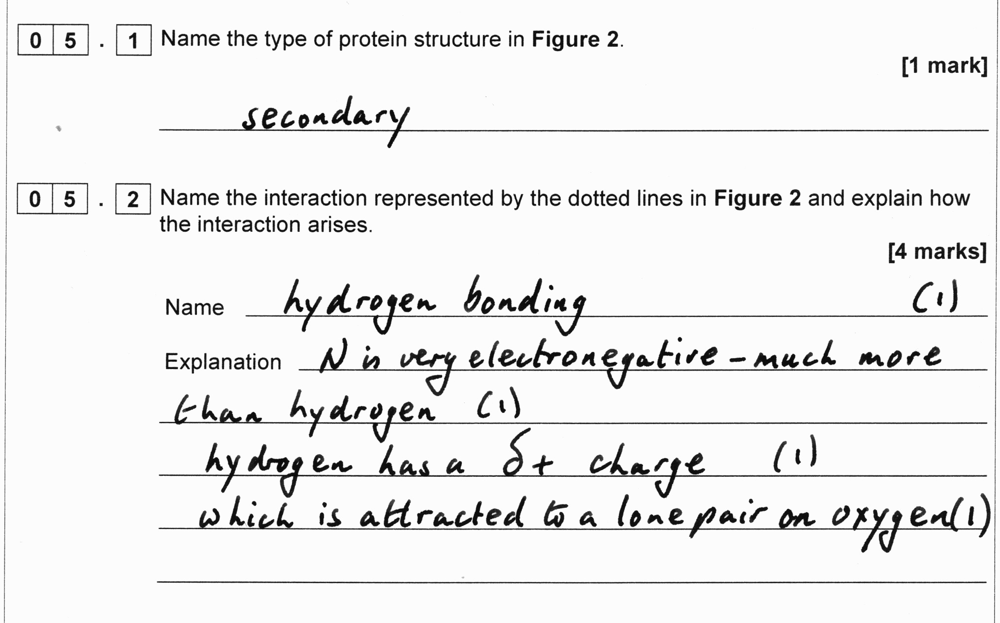 0 5 . 1 Name the type of protein structure in Figure 2.
[1 mark]
secondary
0 5 . 2 Name the interaction represented by the dotted lines in Figure 2 and explain how
the interaction arises.
[4 marks]
Name hydrogen bonding (1)
Explanation N is very electronegative – much more
than hydrogen (1)
hydrogen has a δ+ charge (1)
which is attracted to a lone pair on oxygen (1)